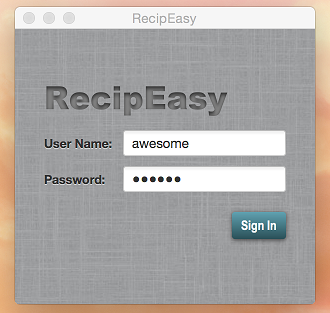 RecipEasy
RecipEasy
User Name: awesome
Password: ••••••
Sign In